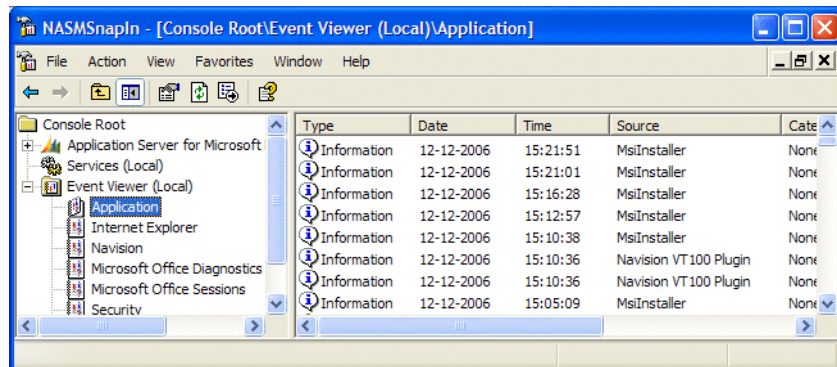 NASMSnapIn - [Console Root\Event Viewer (Local)\Application]
File Action View Favorites Window Help
Console Root
Application Server for Microsoft
Services (Local)
Event Viewer (Local)
Application
Internet Explorer
Navision
Microsoft Office Diagnostics
Microsoft Office Sessions
Security
Type Date Time Source Cate
Information 12-12-2006 15:21:51 MsiInstaller None
Information 12-12-2006 15:21:01 MsiInstaller None
Information 12-12-2006 15:16:28 MsiInstaller None
Information 12-12-2006 15:12:57 MsiInstaller None
Information 12-12-2006 15:10:38 MsiInstaller None
Information 12-12-2006 15:10:36 Navision VT100 Plugin None
Information 12-12-2006 15:10:36 Navision VT100 Plugin None
Information 12-12-2006 15:05:09 MsiInstaller None